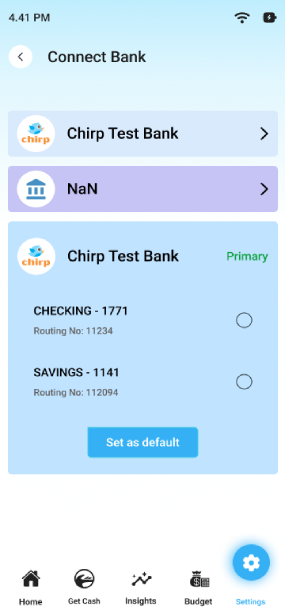 4.41 PM
Connect Bank
chirp
Chirp Test Bank
NaN
chirp
Chirp Test Bank
Primary
CHECKING - 1771
Routing No: 11234
SAVINGS - 1141
Routing No: 112094
Set as default
Home
Get Cash
Insights
Budget
Settings